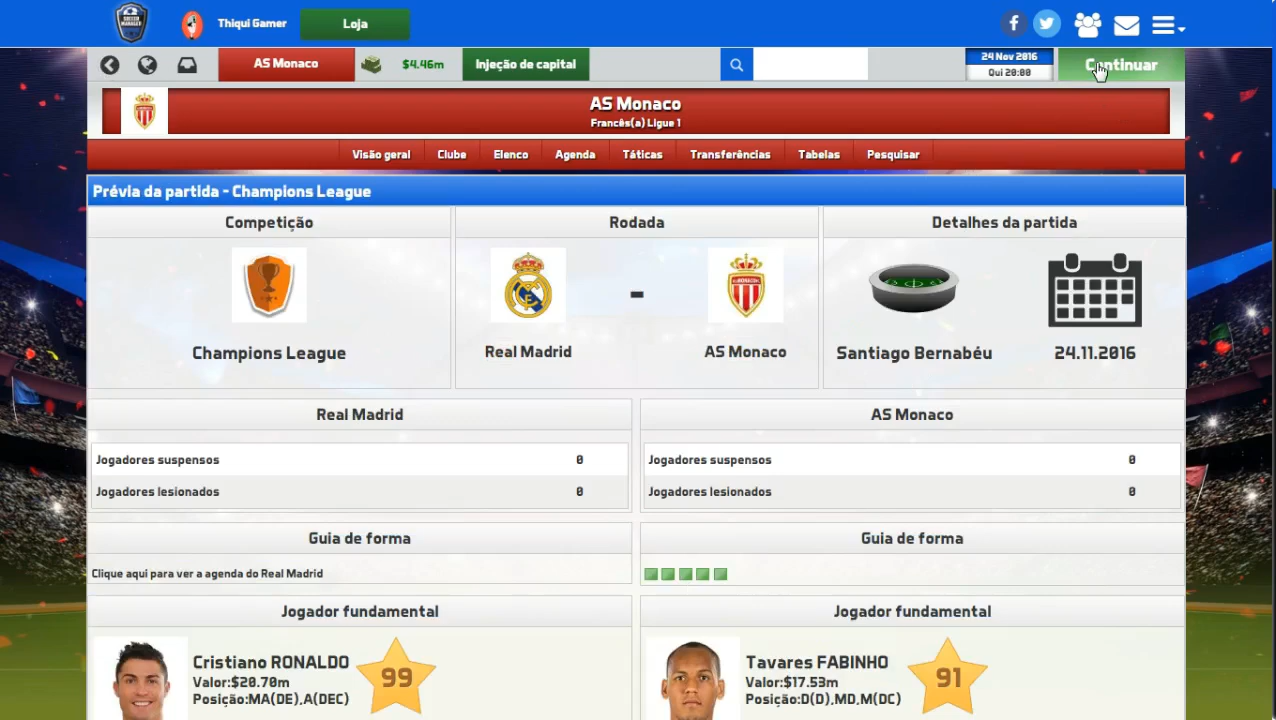 Thiqui Gamer
Loja
AS Monaco
$4.46m
Injeção de capital
24 Nov 2016
Qui 20:00
Continuar
AS Monaco
Francês(a) Ligue 1
Visão geral
Clube
Elenco
Agenda
Táticas
Transferências
Tabelas
Pesquisar
Prévia da partida - Champions League
Competição
Rodada
Detalhes da partida
-
Champions League
Real Madrid
AS Monaco
Santiago Bernabéu
24.11.2016
Real Madrid
AS Monaco
Jogadores suspensos 0
Jogadores suspensos 0
Jogadores lesionados 0
Jogadores lesionados 0
Guia de forma
Guia de forma
Clique aqui para ver a agenda do Real Madrid
Jogador fundamental
Jogador fundamental
Cristiano RONALDO
Valor:$20.70m
Posição:MA(DE),A(DEC)
99
Tavares FABINHO
Valor:$17.53m
Posição:D(D),MD,M(DC)
91